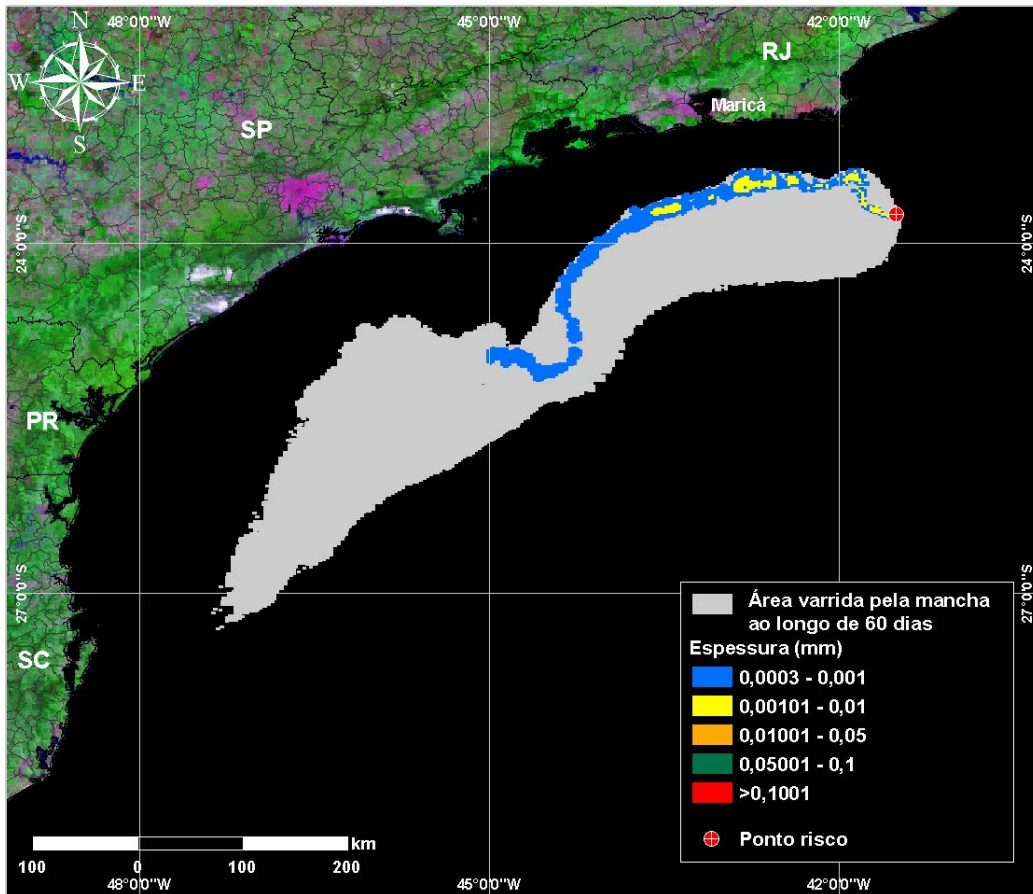 48°0'0"W
45°0'0"W
42°0'0"W
N
W
E
S
RJ
Maricá
SP
24°0'0"S
24°0'0"S
PR
27°0'0"S
27°0'0"S
SC
Área varrida pela mancha
ao longo de 60 dias
Espessura (mm)
0,0003 - 0,001
0,00101 - 0,01
0,01001 - 0,05
0,05001 - 0,1
>0,1001
Ponto risco
km
100
0
100
200
48°0'0"W
45°0'0"W
42°0'0"W